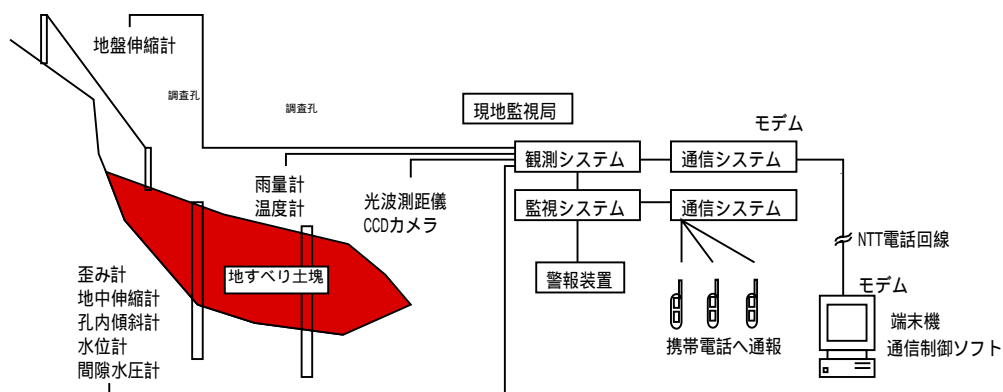 地盤伸縮計
調査孔
調査孔
現地監視局
モデム
観測システム
通信システム
雨量計
温度計
光波測距儀
CCDカメラ
監視システム
通信システム
NTT電話回線
地すべり土塊
警報装置
歪み計
地中伸縮計
孔内傾斜計
水位計
間隙水圧計
携帯電話へ通報
モデム
端末機
通信制御ソフト